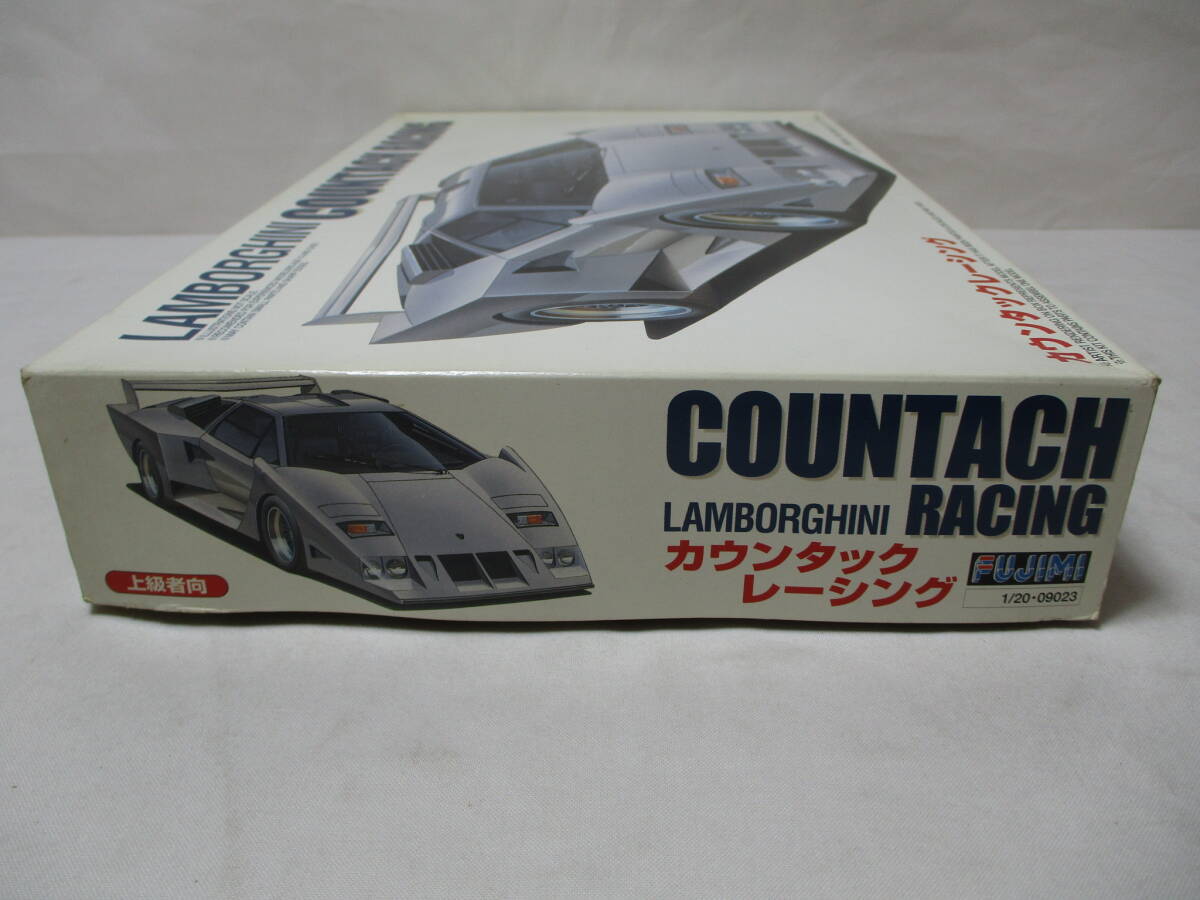 LAMBORGHINI COUNTACH RACING
カウンタックレーシング
COUNTACH
LAMBORGHINI RACING
カウンタック
レーシング
FUJIMI
1/20・09023
上級者向